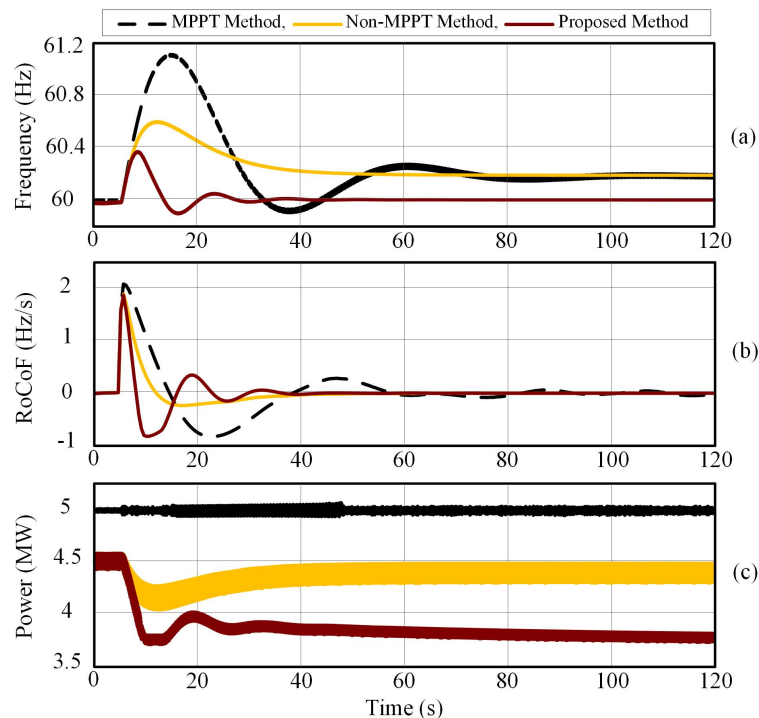 MPPT Method, Non-MPPT Method, Proposed Method
61.2
60.8
60.4
60
Frequency (Hz)
(a)
0 20 40 60 80 100 120
2
1
0
-1
RoCoF (Hz/s)
(b)
0 20 40 60 80 100 120
5
4.5
4
3.5
Power (MW)
(c)
0 20 40 60 80 100 120
Time (s)